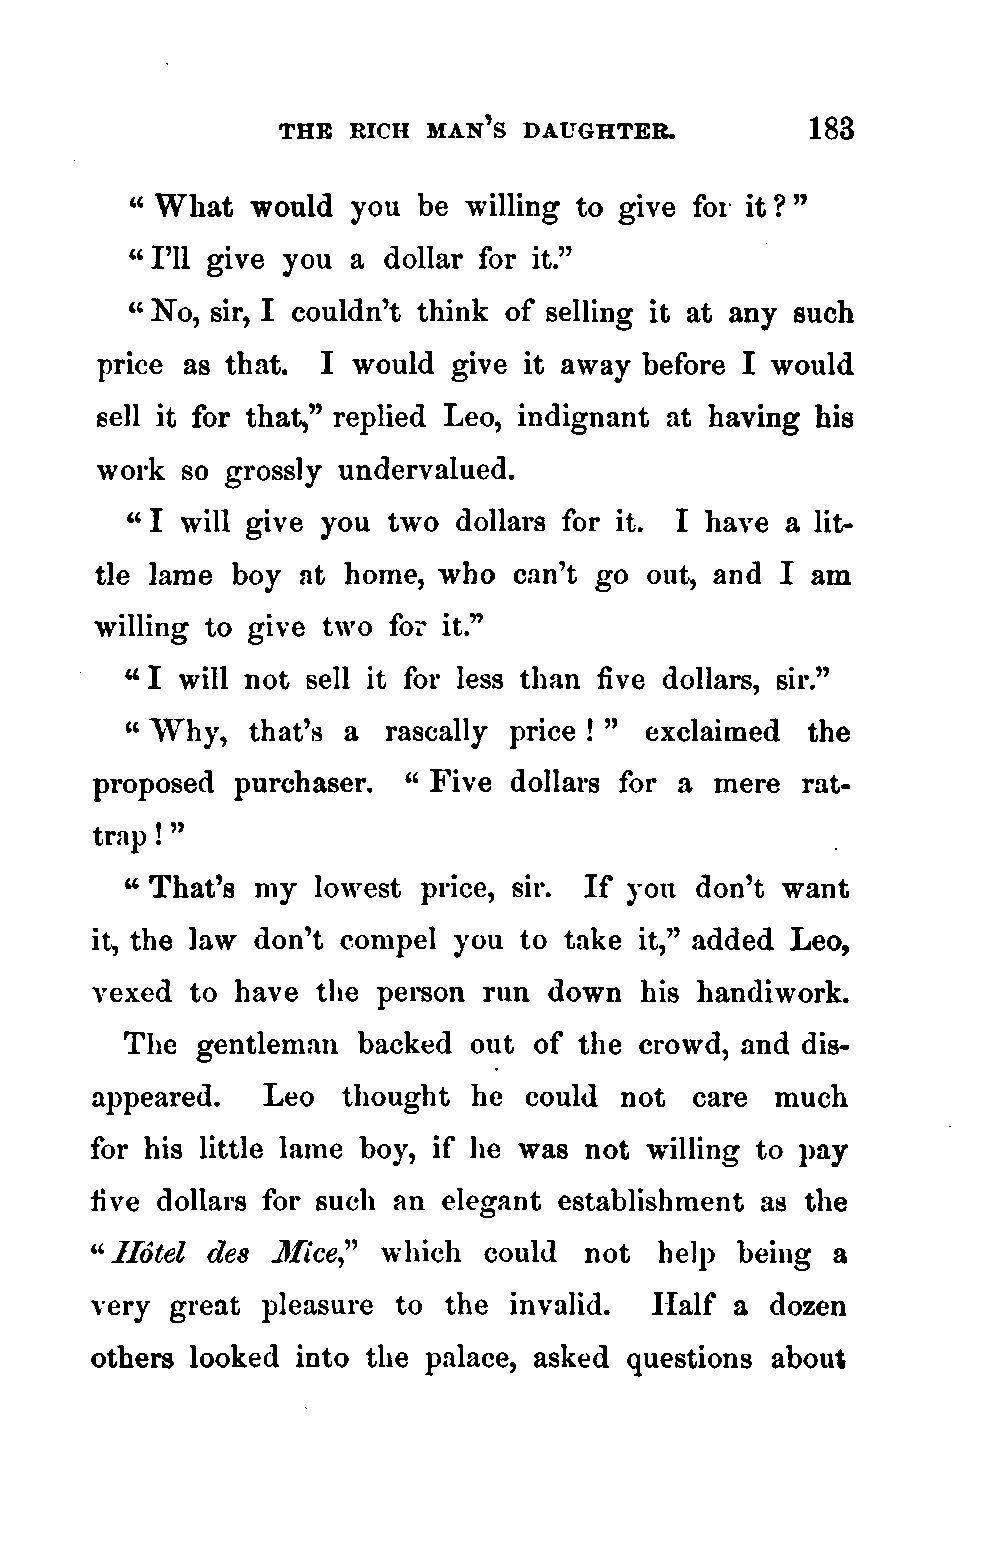 THE RICH MAN'S DAUGHTER. 183
“ What would you be willing to give for it ? ”
“ I’ll give you a dollar for it.”
“ No, sir, I couldn’t think of selling it at any such
price as that. I would give it away before I would
sell it for that,” replied Leo, indignant at having his
work so grossly undervalued.
“ I will give you two dollars for it. I have a lit-
tle lame boy at home, who can’t go out, and I am
willing to give two for it.”
“ I will not sell it for less than five dollars, sir.”
“ Why, that’s a rascally price ! ” exclaimed the
proposed purchaser. “ Five dollars for a mere rat-
trap ! ”
“ That’s my lowest price, sir. If you don’t want
it, the law don’t compel you to take it,” added Leo,
vexed to have the person run down his handiwork.
The gentleman backed out of the crowd, and dis-
appeared. Leo thought he could not care much
for his little lame boy, if he was not willing to pay
five dollars for such an elegant establishment as the
“ Hôtel des Mice,” which could not help being a
very great pleasure to the invalid. Half a dozen
others looked into the palace, asked questions about